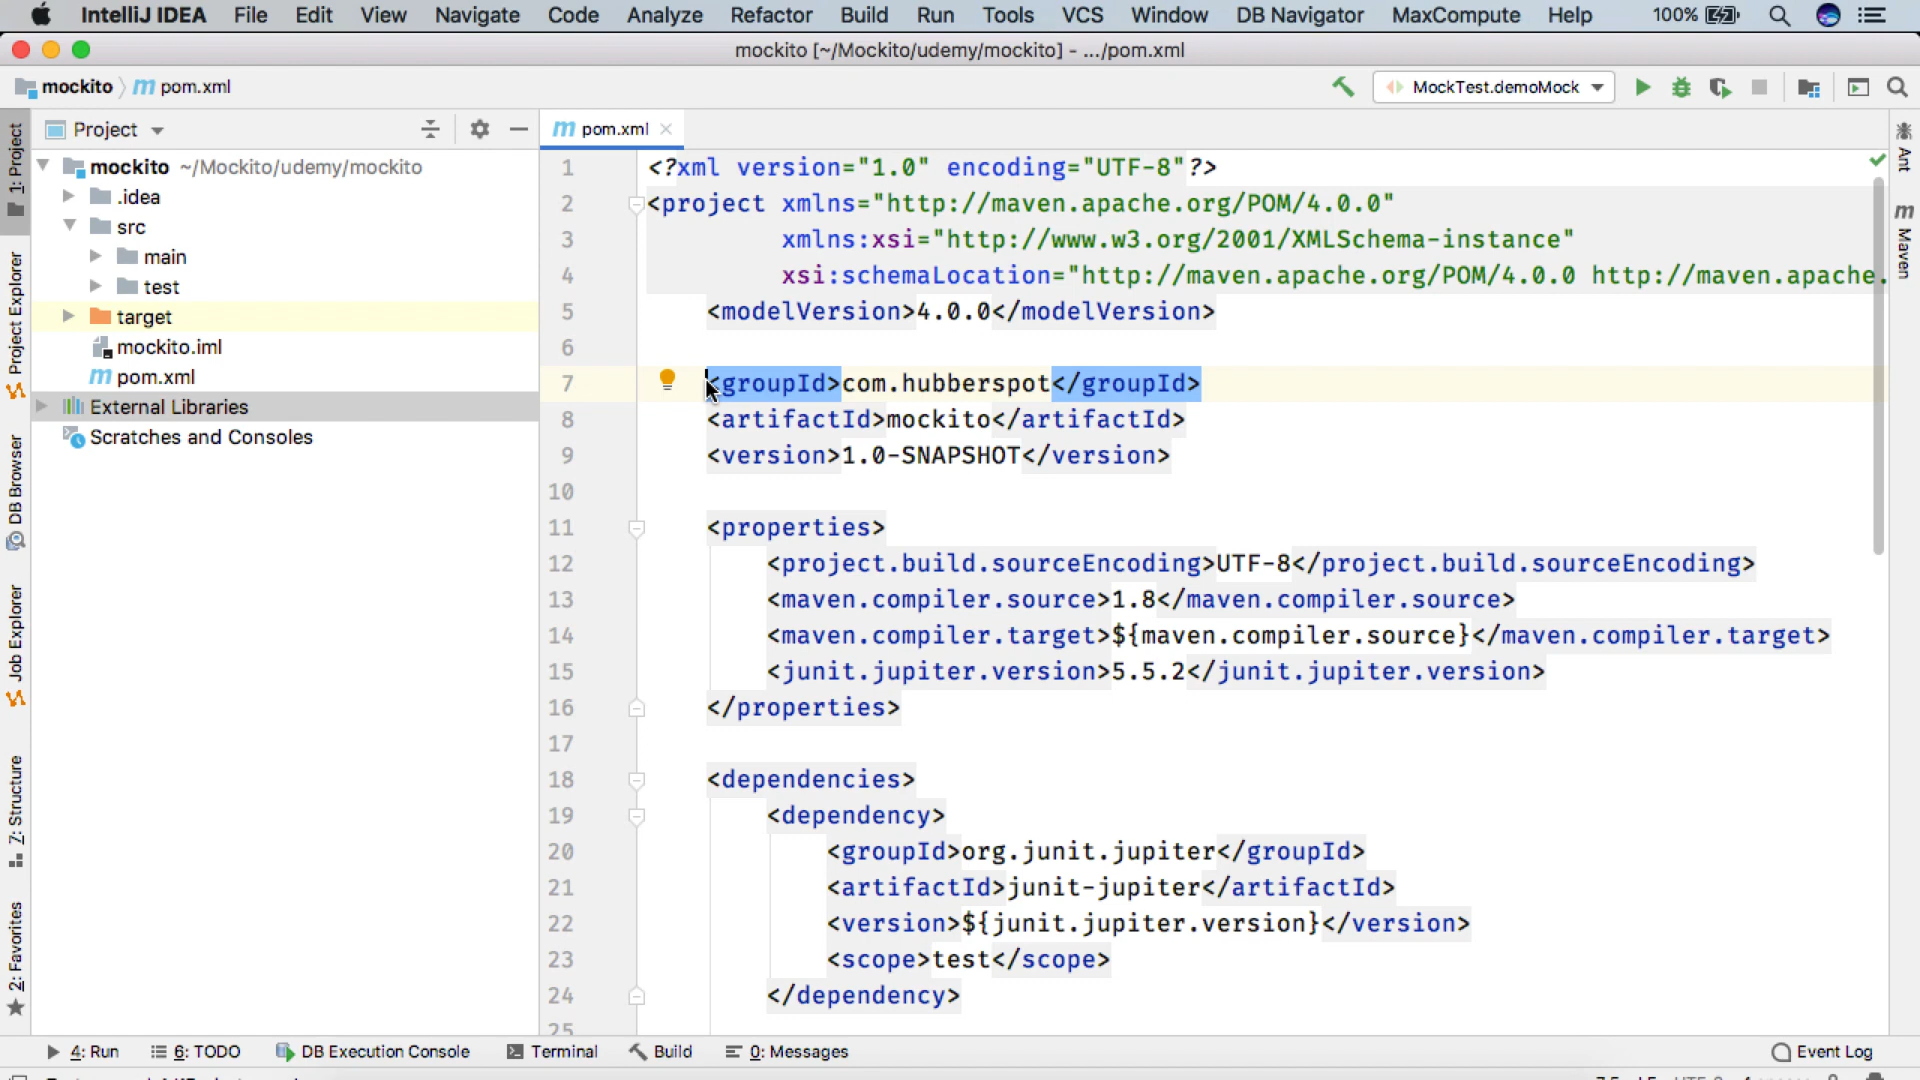 IntelliJ IDEA File Edit View Navigate Code Analyze Refactor Build Run Tools VCS Window DB Navigator MaxCompute Help 100%
mockito [~/Mockito/udemy/mockito] - .../pom.xml
mockito pom.xml MockTest.demoMock
1: Project
Project Explorer
DB Browser
Job Explorer
7: Structure
2: Favorites
Project
mockito ~/Mockito/udemy/mockito
.idea
src
main
test
target
mockito.iml
pom.xml
External Libraries
Scratches and Consoles
pom.xml
1 <?xml version="1.0" encoding="UTF-8"?>
2 <project xmlns="http://maven.apache.org/POM/4.0.0"
3 xmlns:xsi="http://www.w3.org/2001/XMLSchema-instance"
4 xsi:schemaLocation="http://maven.apache.org/POM/4.0.0 http://maven.apache.
5 <modelVersion>4.0.0</modelVersion>
6
7 <groupId>com.hubberspot</groupId>
8 <artifactId>mockito</artifactId>
9 <version>1.0-SNAPSHOT</version>
10
11 <properties>
12 <project.build.sourceEncoding>UTF-8</project.build.sourceEncoding>
13 <maven.compiler.source>1.8</maven.compiler.source>
14 <maven.compiler.target>${maven.compiler.source}</maven.compiler.target>
15 <junit.jupiter.version>5.5.2</junit.jupiter.version>
16 </properties>
17
18 <dependencies>
19 <dependency>
20 <groupId>org.junit.jupiter</groupId>
21 <artifactId>junit-jupiter</artifactId>
22 <version>${junit.jupiter.version}</version>
23 <scope>test</scope>
24 </dependency>
25
Ant
Maven
4: Run 6: TODO DB Execution Console Terminal Build 0: Messages Event Log